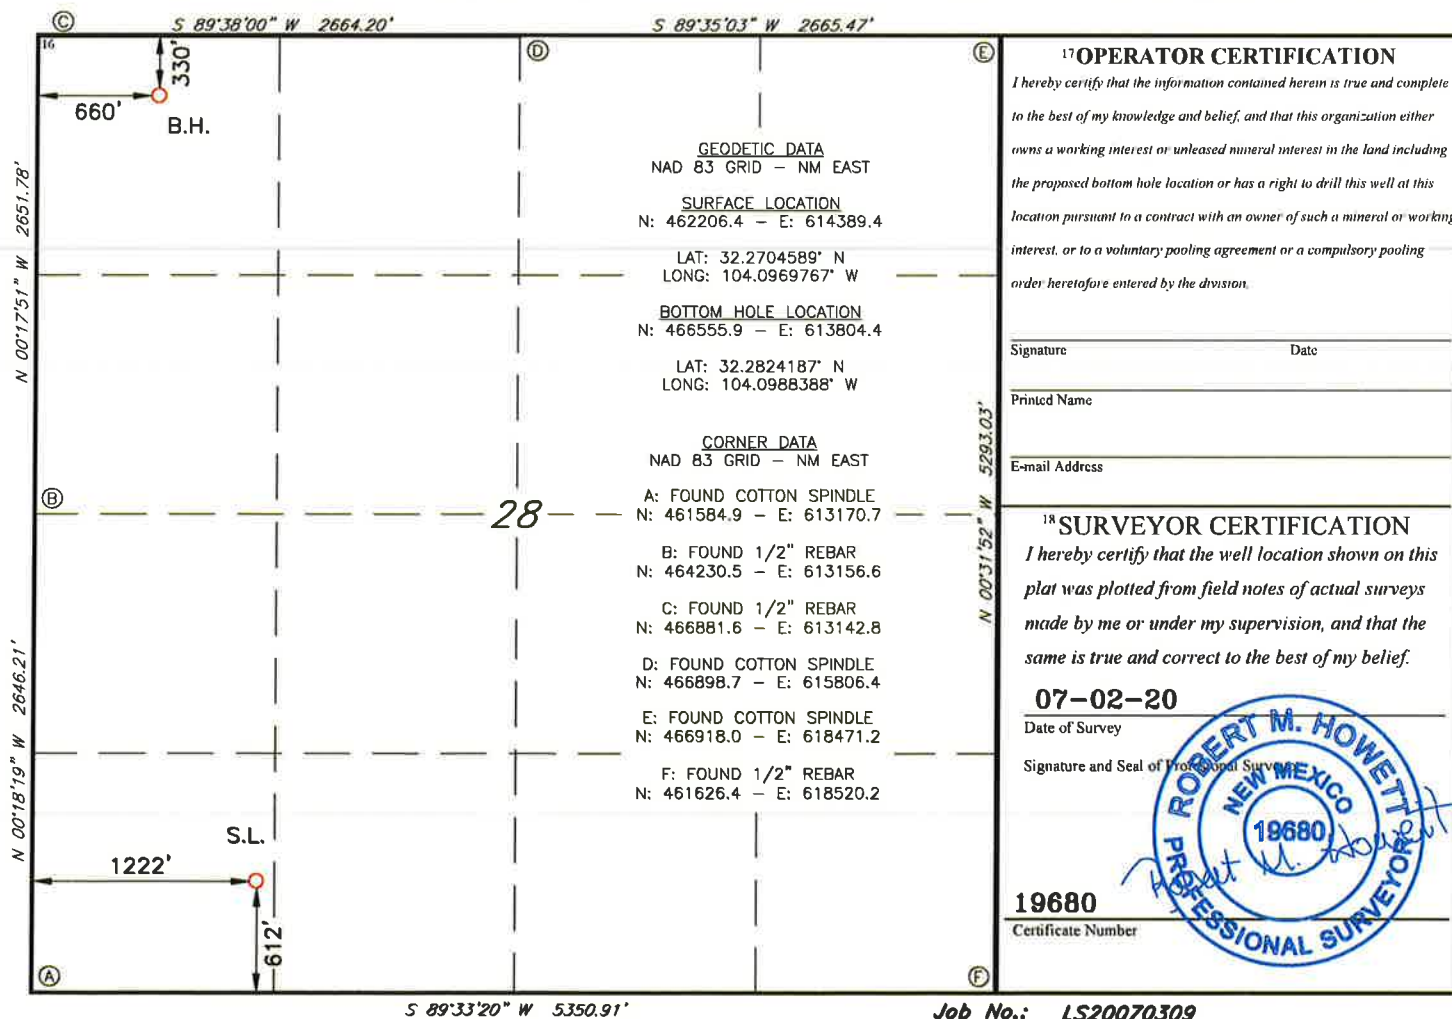 S 89°38'00" W 2664.20'
S 89°35'03" W 2665.47'
C
16
D
E
330'
660'
B.H.
N 00°17'51" W 2651.78'
GEODETIC DATA
NAD 83 GRID - NM EAST
SURFACE LOCATION
N: 462206.4 - E: 614389.4
LAT: 32.2704589° N
LONG: 104.0969767° W
BOTTOM HOLE LOCATION
N: 466555.9 - E: 613804.4
LAT: 32.2824187° N
LONG: 104.0988388° W
CORNER DATA
NAD 83 GRID - NM EAST
A: FOUND COTTON SPINDLE
N: 461584.9 - E: 613170.7
B: FOUND 1/2" REBAR
N: 464230.5 - E: 613156.6
C: FOUND 1/2" REBAR
N: 466881.6 - E: 613142.8
D: FOUND COTTON SPINDLE
N: 466898.7 - E: 615806.4
E: FOUND COTTON SPINDLE
N: 466918.0 - E: 618471.2
F: FOUND 1/2" REBAR
N: 461626.4 - E: 618520.2
B
28
N 00°31'52" W 5293.03'
N 00°18'19" W 2646.21'
S.L.
1222'
612'
A
F
S 89°33'20" W 5350.91'
17 OPERATOR CERTIFICATION
I hereby certify that the information contained herein is true and complete
to the best of my knowledge and belief, and that this organization either
owns a working interest or unleased mineral interest in the land including
the proposed bottom hole location or has a right to drill this well at this
location pursuant to a contract with an owner of such a mineral or working
interest, or to a voluntary pooling agreement or a compulsory pooling
order heretofore entered by the division.
Signature Date
Printed Name
E-mail Address
18 SURVEYOR CERTIFICATION
I hereby certify that the well location shown on this
plat was plotted from field notes of actual surveys
made by me or under my supervision, and that the
same is true and correct to the best of my belief.
07-02-20
Date of Survey
Signature and Seal of Professional Surveyor
ROBERT M. HOWETT
NEW MEXICO
19680
PROFESSIONAL SURVEYOR
Robert M. Howett
19680
Certificate Number
Job No.: LS20070309